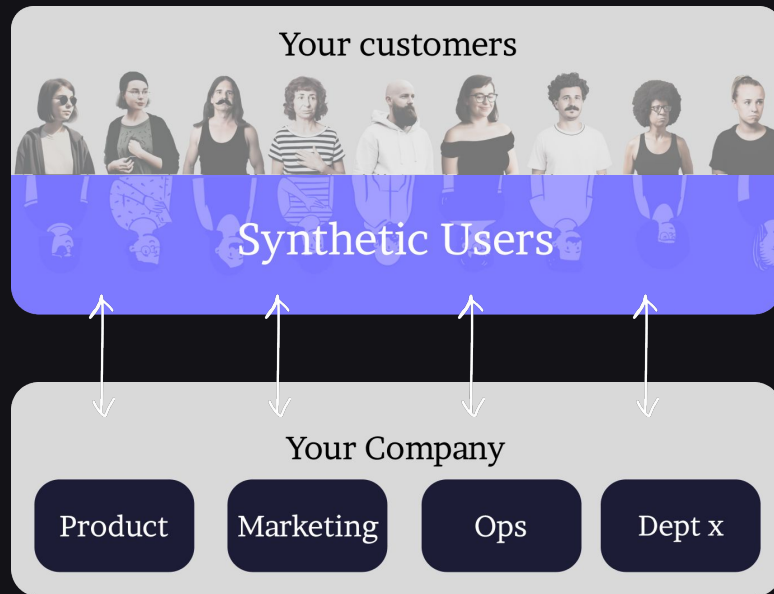 Your customers
Synthetic Users
Your Company
Product
Marketing
Ops
Dept x